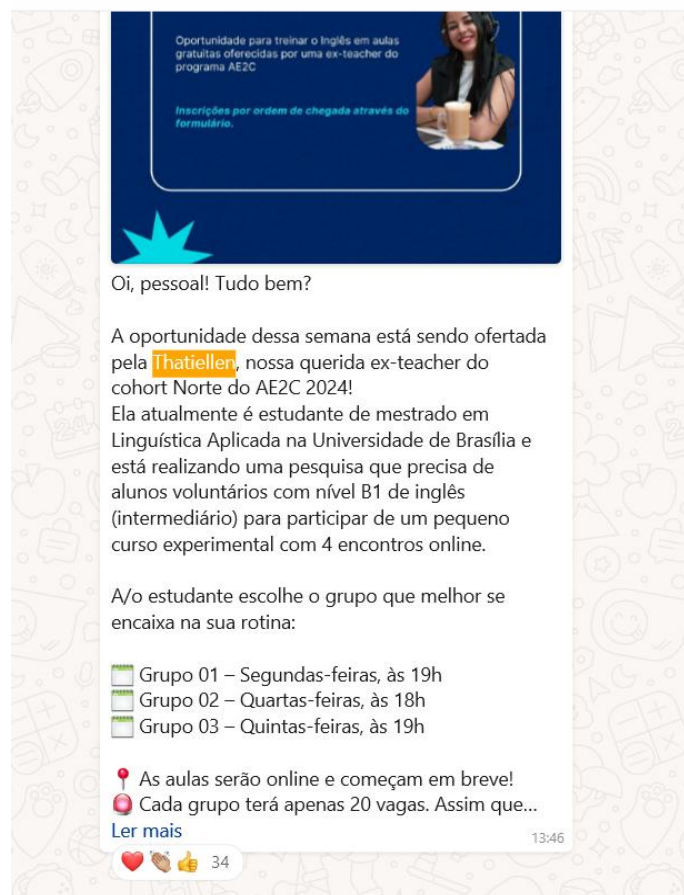 Oportunidade para treinar o Inglês em aulas
gratuitas oferecidas por uma ex-teacher do
programa AE2C
Inscrições por ordem de chegada através do
formulário.
Oi, pessoal! Tudo bem?
A oportunidade dessa semana está sendo ofertada
pela Thatiellen, nossa querida ex-teacher do
cohort Norte do AE2C 2024!
Ela atualmente é estudante de mestrado em
Linguística Aplicada na Universidade de Brasília e
está realizando uma pesquisa que precisa de
alunos voluntários com nível B1 de inglês
(intermediário) para participar de um pequeno
curso experimental com 4 encontros online.
A/o estudante escolhe o grupo que melhor se
encaixa na sua rotina:
🗓️ Grupo 01 – Segundas-feiras, às 19h
🗓️ Grupo 02 – Quartas-feiras, às 18h
🗓️ Grupo 03 – Quintas-feiras, às 19h
📍 As aulas serão online e começam em breve!
🚨 Cada grupo terá apenas 20 vagas. Assim que...
Ler mais
13:46
❤️👏🏽👍 34